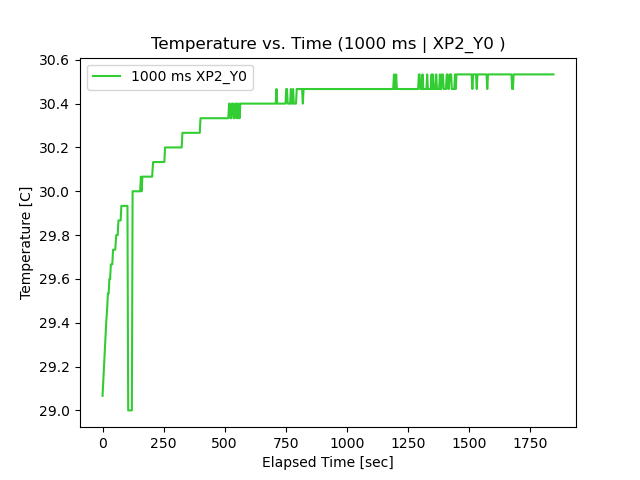 Temperature vs. Time (1000 ms | XP2_Y0 )
1000 ms XP2_Y0
30.6
30.4
30.2
30.0
29.8
29.6
29.4
29.2
29.0
Temperature [C]
0 250 500 750 1000 1250 1500 1750
Elapsed Time [sec]